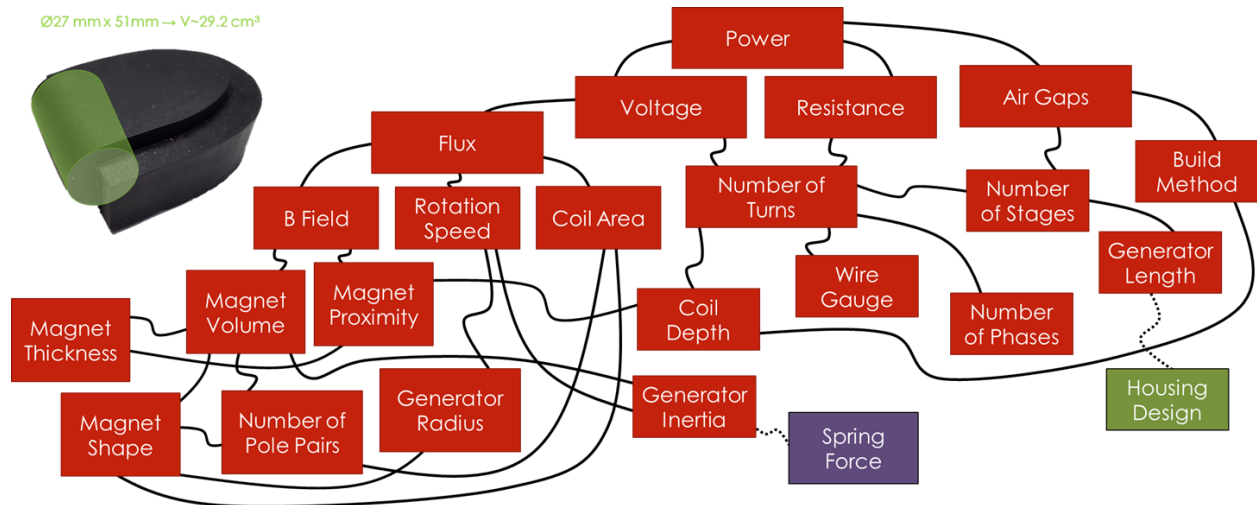 Ø27 mm x 51mm → V~29.2 cm³
Power
Voltage
Resistance
Air Gaps
Flux
Build
Method
Number of
Turns
Number
of Stages
B Field
Rotation
Speed
Coil Area
Generator
Length
Wire
Gauge
Magnet
Volume
Magnet
Proximity
Coil
Depth
Number
of Phases
Magnet
Thickness
Housing
Design
Generator
Radius
Generator
Inertia
Magnet
Shape
Number of
Pole Pairs
Spring
Force